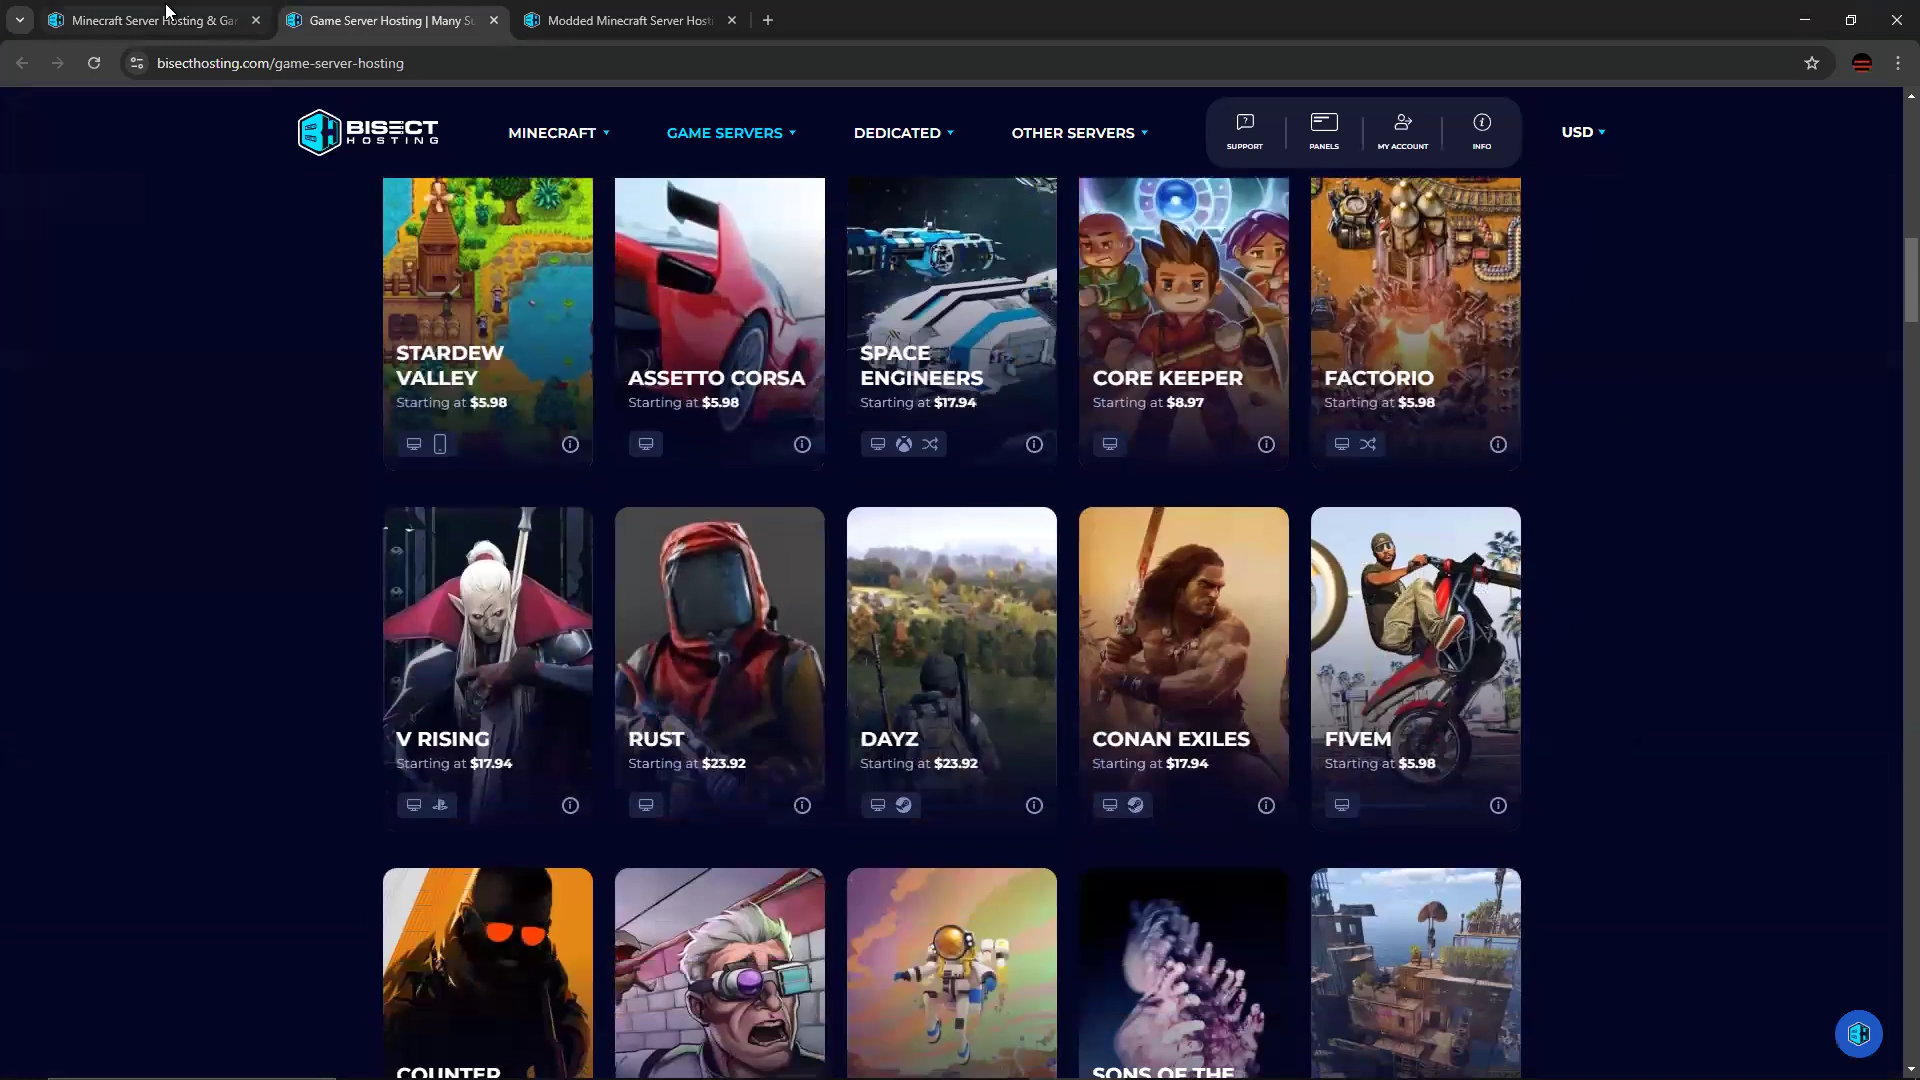 Minecraft Server Hosting & Gar
Game Server Hosting | Many Su
Modded Minecraft Server Hosti
bisecthosting.com/game-server-hosting
BISECT
HOSTING
MINECRAFT
GAME SERVERS
DEDICATED
OTHER SERVERS
SUPPORT
PANELS
MY ACCOUNT
INFO
USD
STARDEW
VALLEY
Starting at $5.98
ASSETTO CORSA
Starting at $5.98
SPACE
ENGINEERS
Starting at $17.94
CORE KEEPER
Starting at $8.97
FACTORIO
Starting at $5.98
V RISING
Starting at $17.94
RUST
Starting at $23.92
DAYZ
Starting at $23.92
CONAN EXILES
Starting at $17.94
FIVEM
Starting at $5.98
COUNTER
SONS OF THE